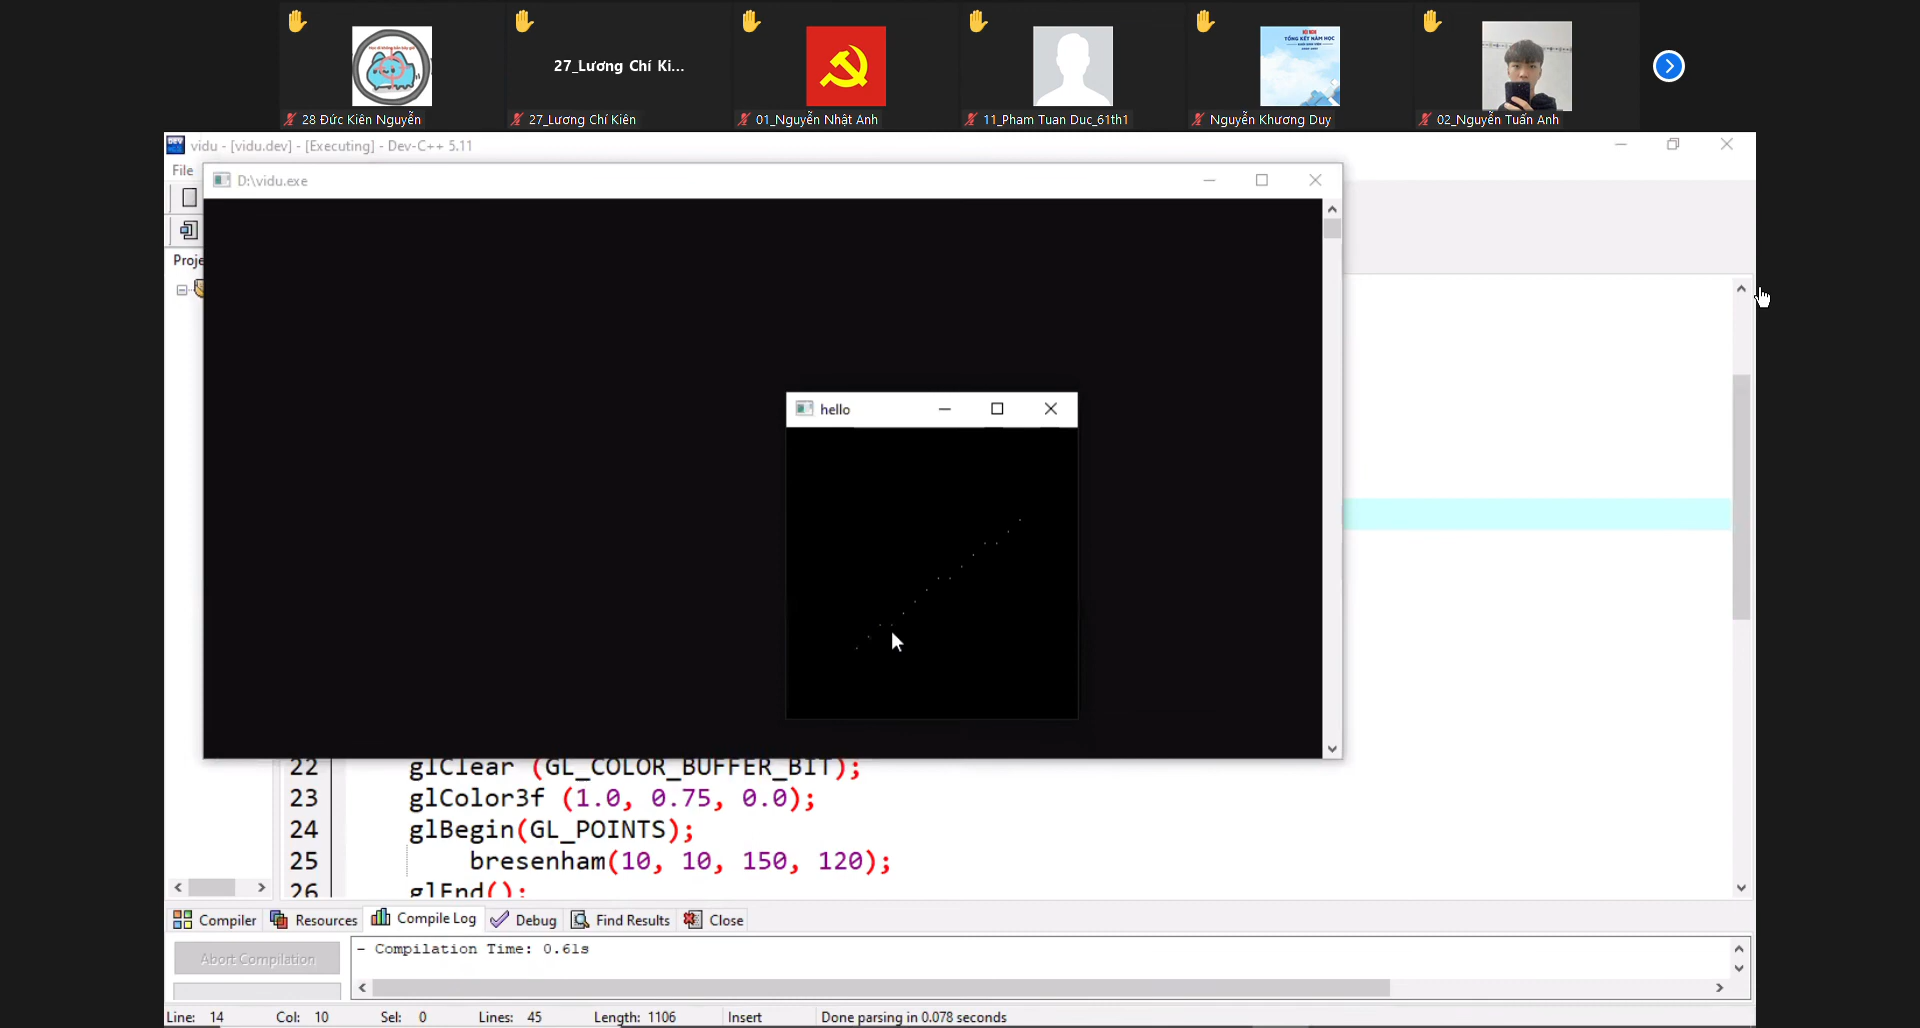 27_Lương Chí Ki...
TỔNG KẾT NĂM HỌC
28 Đức Kiên Nguyễn
27_Lương Chí Kiên
01_Nguyễn Nhật Anh
11_Pham Tuan Duc_61th1
Nguyễn Khương Duy
02_Nguyễn Tuấn Anh
vidu - [vidu.dev] - [Executing] - Dev-C++ 5.11
File
D:\vidu.exe
Proje
hello
22 glClear (GL_COLOR_BUFFER_BIT);
23 glColor3f (1.0, 0.75, 0.0);
24 glBegin(GL_POINTS);
25 bresenham(10, 10, 150, 120);
26 glEnd();
Compiler Resources Compile Log Debug Find Results Close
Abort Compilation
- Compilation Time: 0.61s
Line: 14 Col: 10 Sel: 0 Lines: 45 Length: 1106 Insert Done parsing in 0.078 seconds